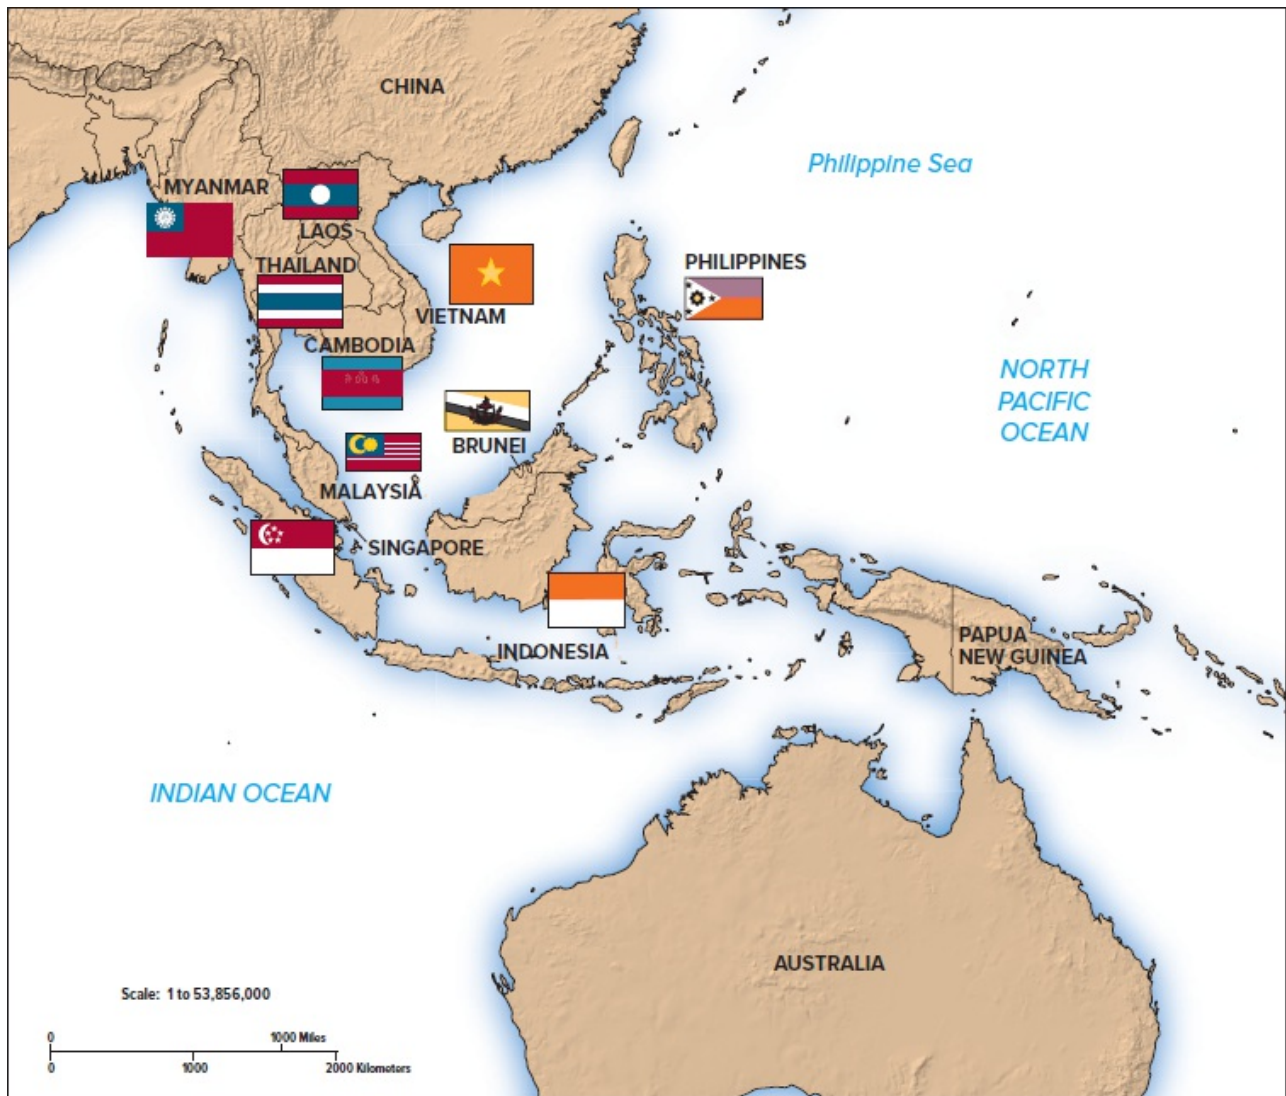 CHINA
Philippine Sea
MYANMAR
LAOS
THAILAND
PHILIPPINES
VIETNAM
CAMBODIA
NORTH
PACIFIC
OCEAN
BRUNEI
MALAYSIA
SINGAPORE
INDONESIA
PAPUA
NEW GUINEA
INDIAN OCEAN
AUSTRALIA
Scale: 1 to 53,856,000
0 1000 Miles
0 1000 2000 Kilometers